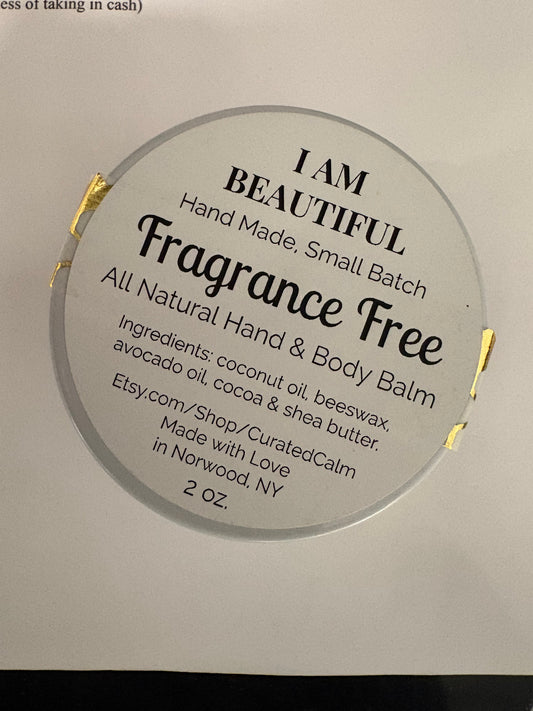 ess of taking in cash)
I AM
BEAUTIFUL
Hand Made, Small Batch
Fragrance Free
All Natural Hand & Body Balm
Ingredients: coconut oil, beeswax,
avocado oil, cocoa & shea butter.
Etsy.com/Shop/CuratedCalm
Made with Love
in Norwood, NY
2 oz.